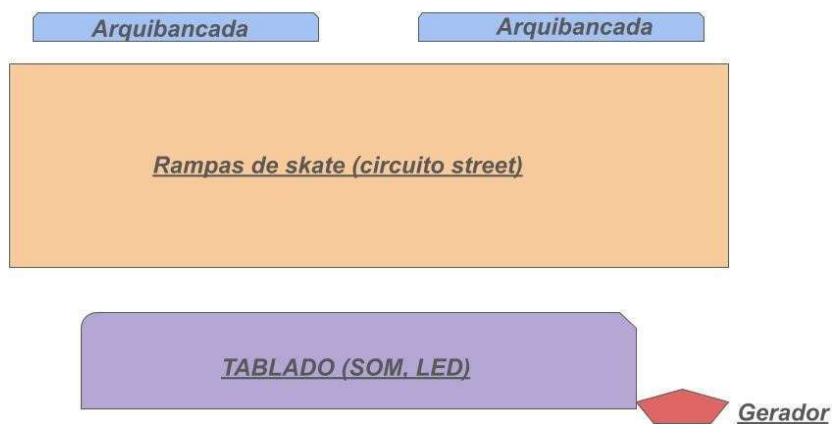 Arquibancada
Arquibancada
Rampas de skate (circuito street)
TABLADO (SOM, LED)
Gerador